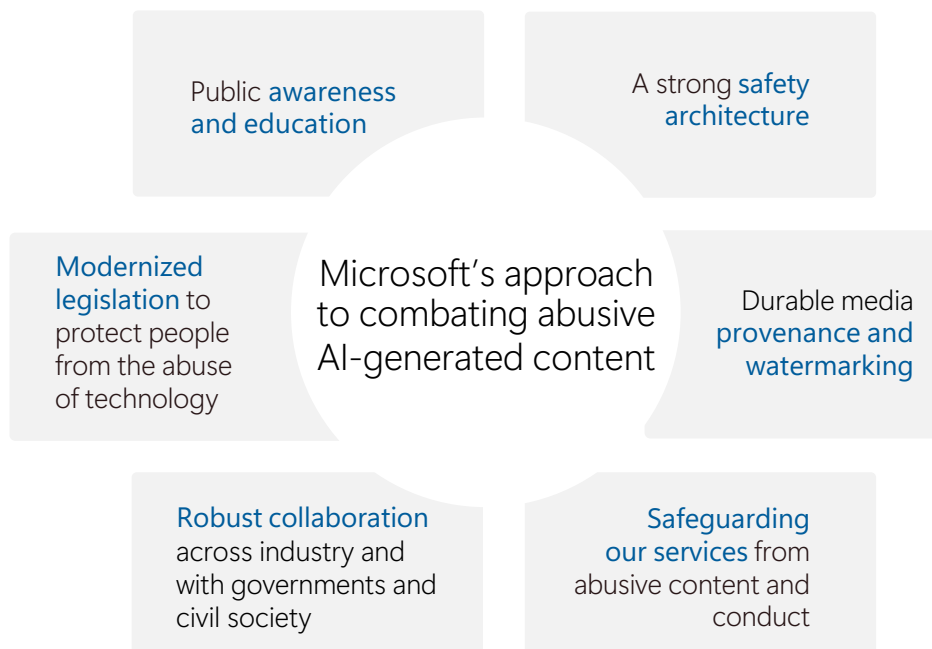 Public awareness
and education
A strong safety
architecture
Modernized
legislation to
protect people
from the abuse
of technology
Microsoft’s approach
to combating abusive
AI-generated content
Durable media
provenance and
watermarking
Robust collaboration
across industry and
with governments and
civil society
Safeguarding
our services from
abusive content and
conduct